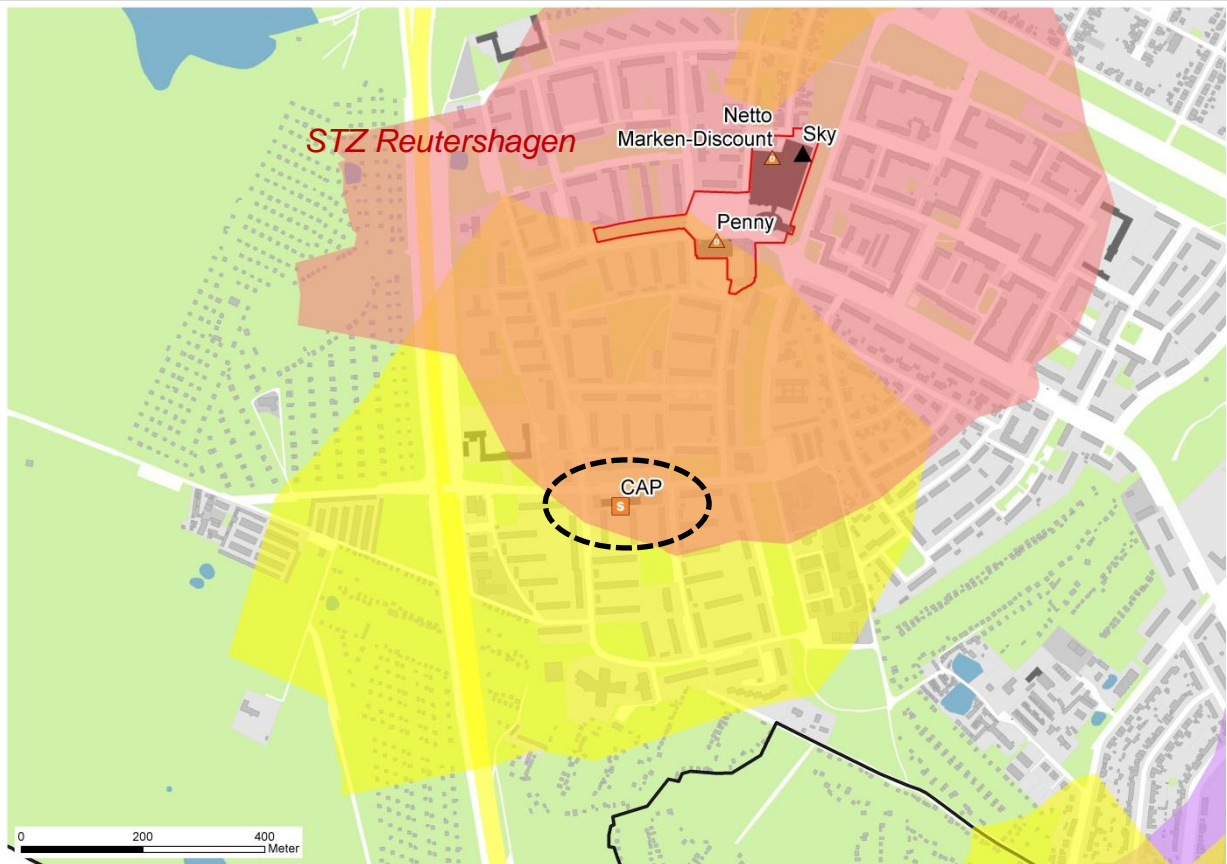 Netto
STZ Reutershagen
Marken-Discount
Sky
D
Penny
D
CAP
S
0 200 400
Meter